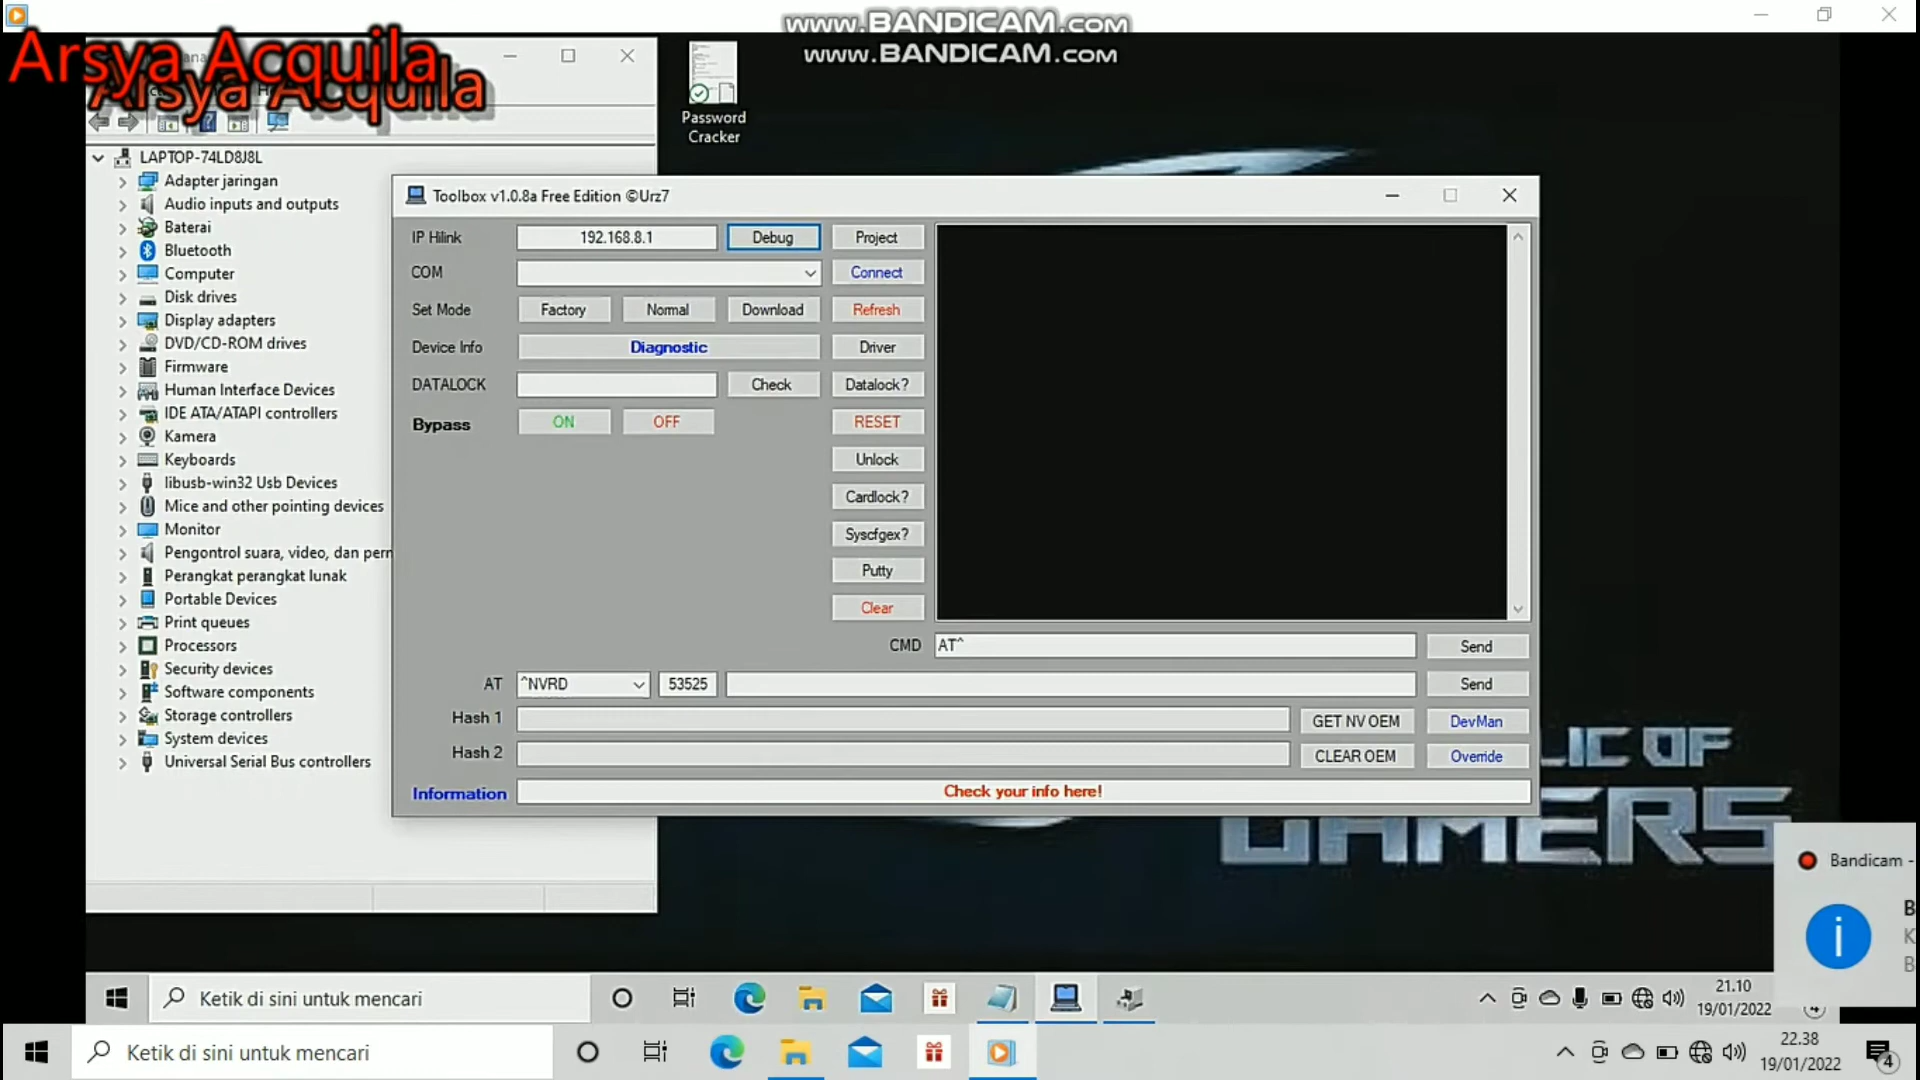 www.BANDICAM.com
www.BANDICAM.com
Arsya Acquila
Arsya Acquila
Password
Cracker
LAPTOP-74LD8J8L
Adapter jaringan
Audio inputs and outputs
Baterai
Bluetooth
Computer
Disk drives
Display adapters
DVD/CD-ROM drives
Firmware
Human Interface Devices
IDE ATA/ATAPI controllers
Kamera
Keyboards
libusb-win32 Usb Devices
Mice and other pointing devices
Monitor
Pengontrol suara, video, dan perm
Perangkat perangkat lunak
Portable Devices
Print queues
Processors
Security devices
Software components
Storage controllers
System devices
Universal Serial Bus controllers
Toolbox v1.0.8a Free Edition ©Urz7
IP Hilink 192.168.8.1 Debug Project
COM Connect
Set Mode Factory Normal Download Refresh
Device Info Diagnostic Driver
DATALOCK Check Datalock?
Bypass ON OFF RESET
Unlock
Cardlock?
Syscfgex?
Putty
Clear
CMD AT^ Send
AT ^NVRD 53525 Send
Hash 1 GET NV OEM DevMan
Hash 2 CLEAR OEM Override
Information Check your info here!
LIC OF
GAMERS
Bandicam -
B
K
B
Ketik di sini untuk mencari
21.10
19/01/2022
Ketik di sini untuk mencari
22.38
19/01/2022
4